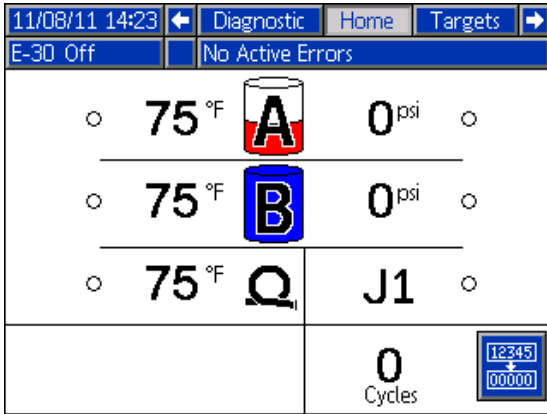 11/08/11 14:23 Diagnostic Home Targets
E-30 Off No Active Errors
75 °F A 0 psi
75 °F B 0 psi
75 °F J1
0
Cycles
12345
00000